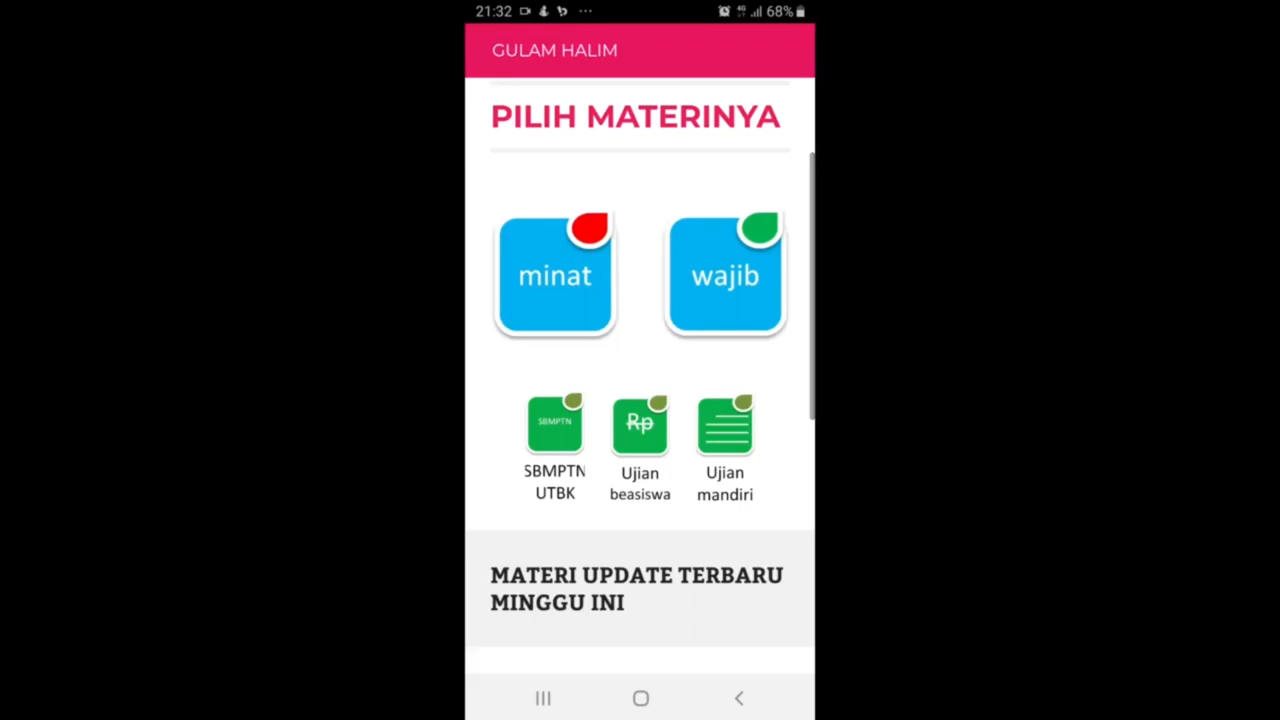 21:32 ... 4G 68%
GULAM HALIM
PILIH MATERINYA
minat
wajib
SBMPTN
Rp
SBMPTN
UTBK
Ujian
beasiswa
Ujian
mandiri
MATERI UPDATE TERBARU
MINGGU INI